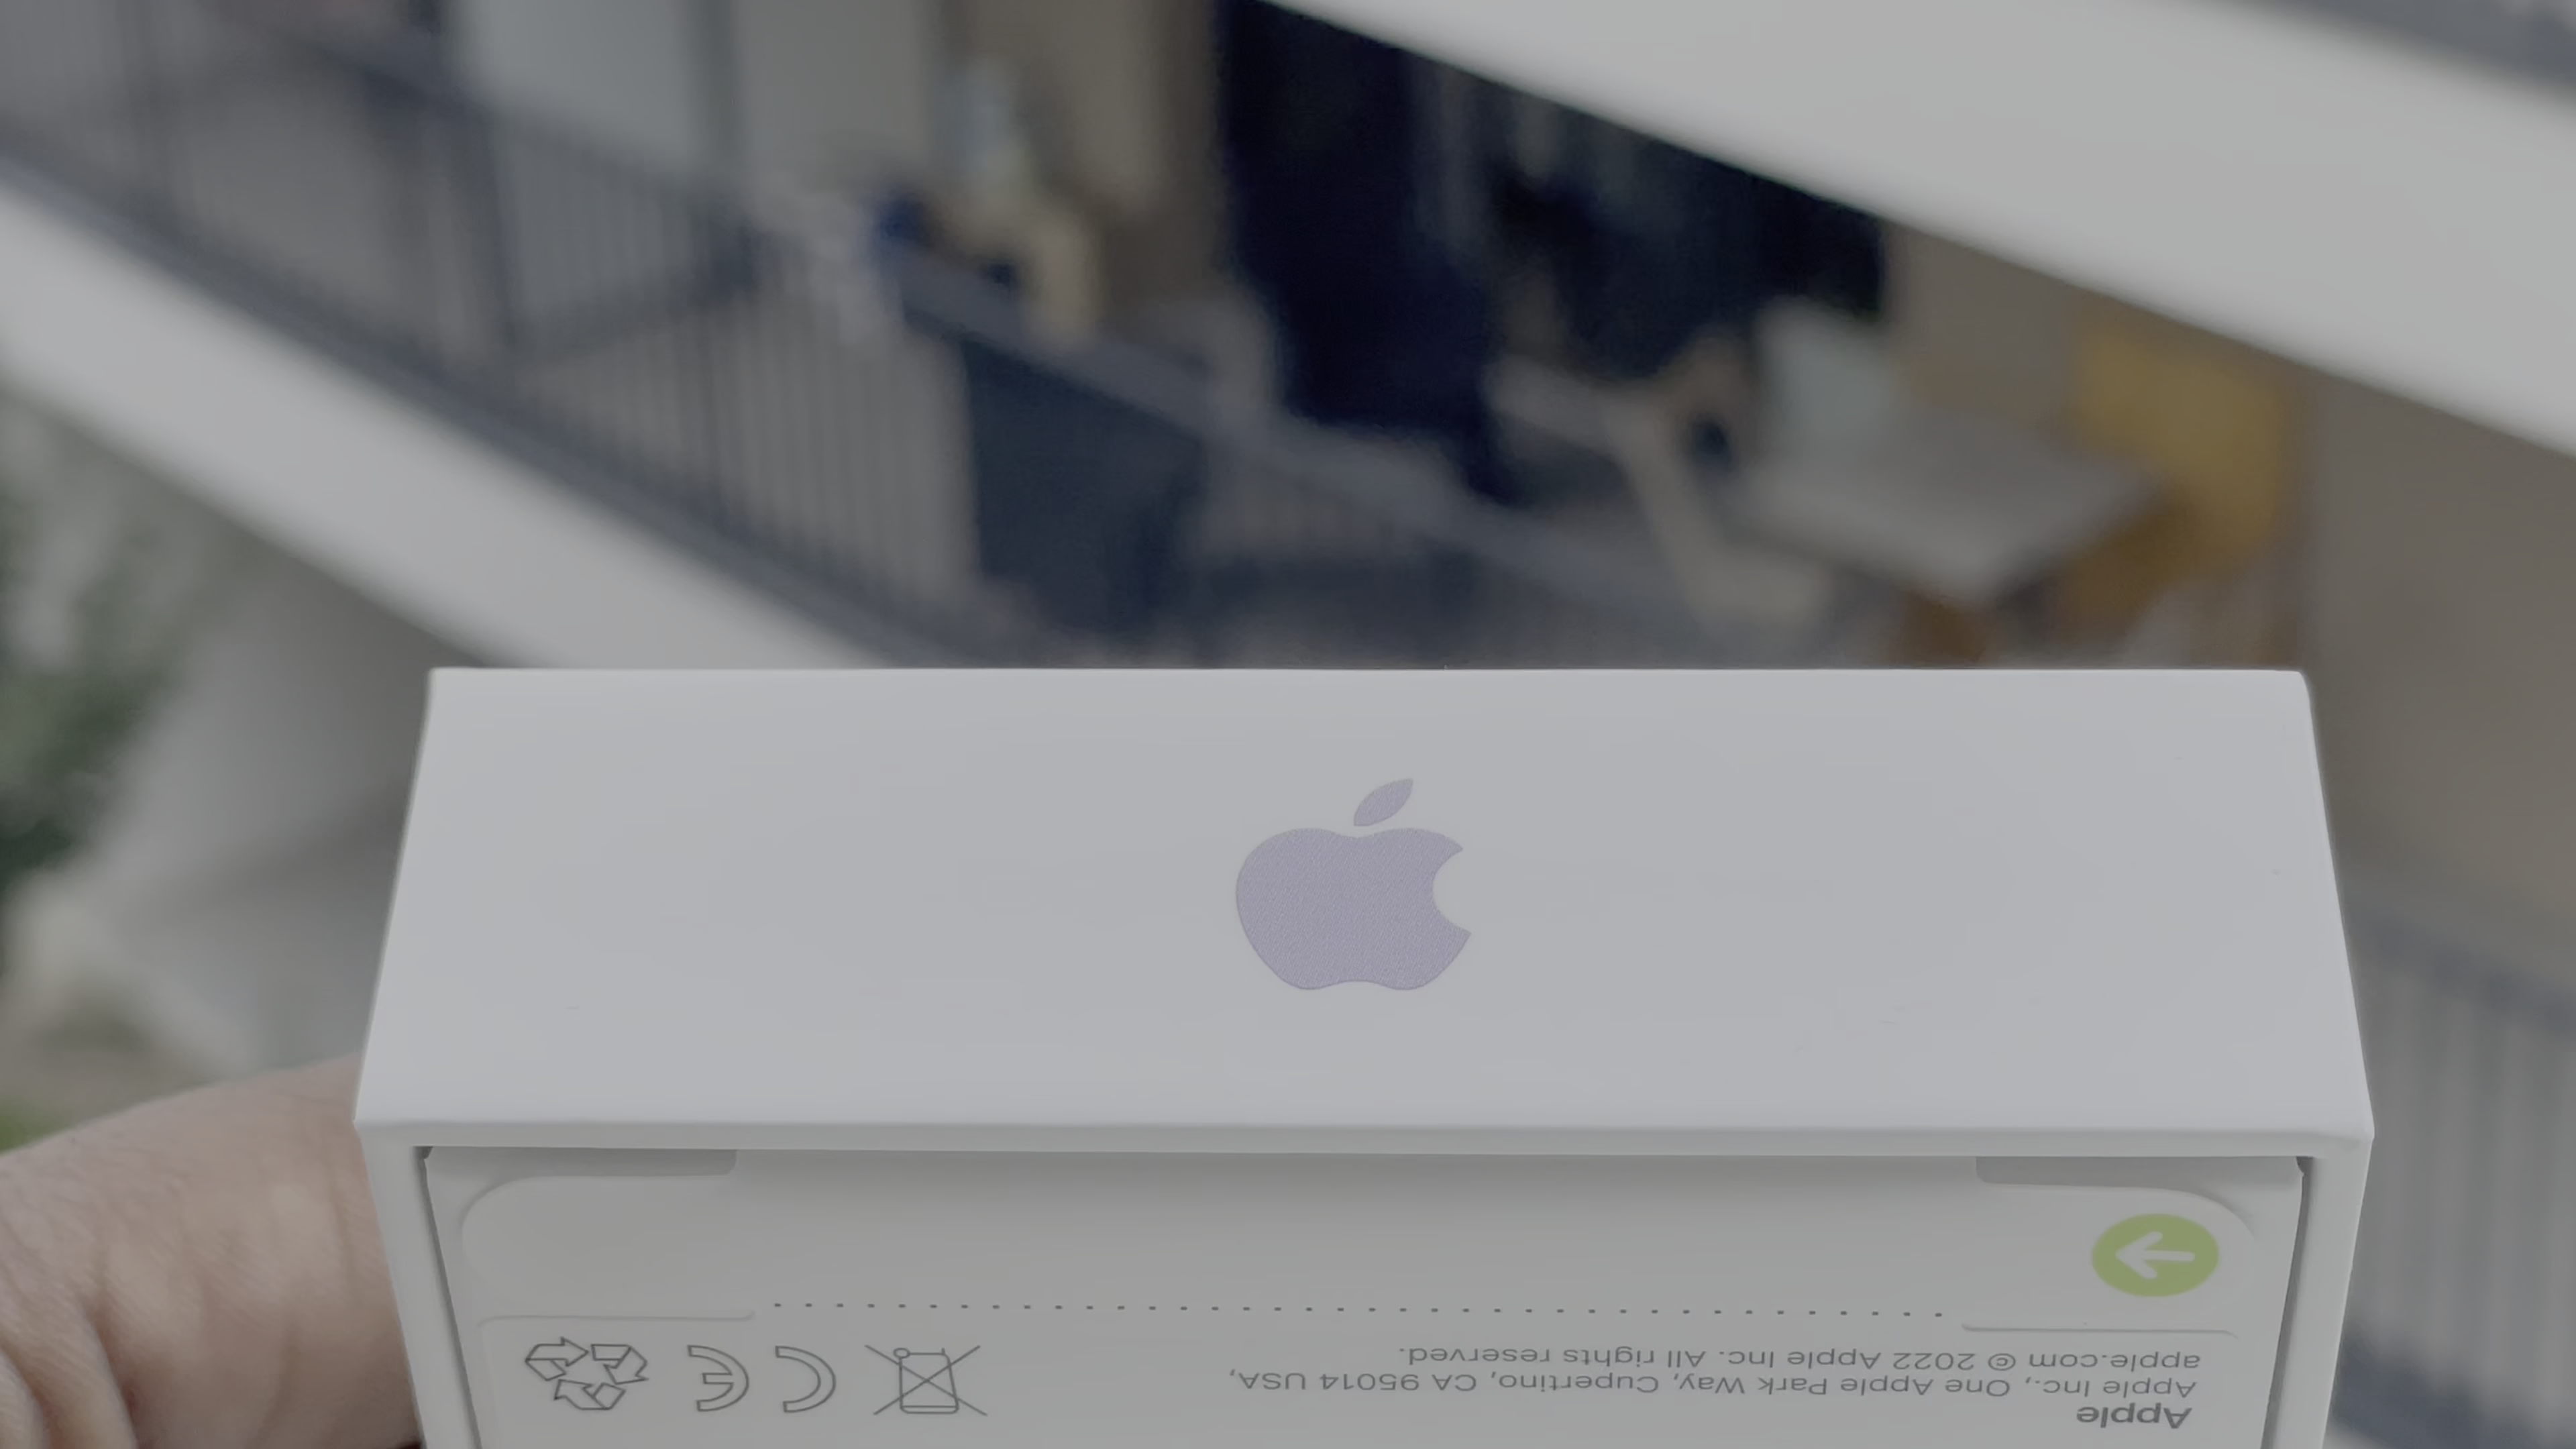 Apple
Apple Inc., One Apple Park Way, Cupertino, CA 95014 USA,
apple.com © 2022 Apple Inc. All rights reserved.
CE